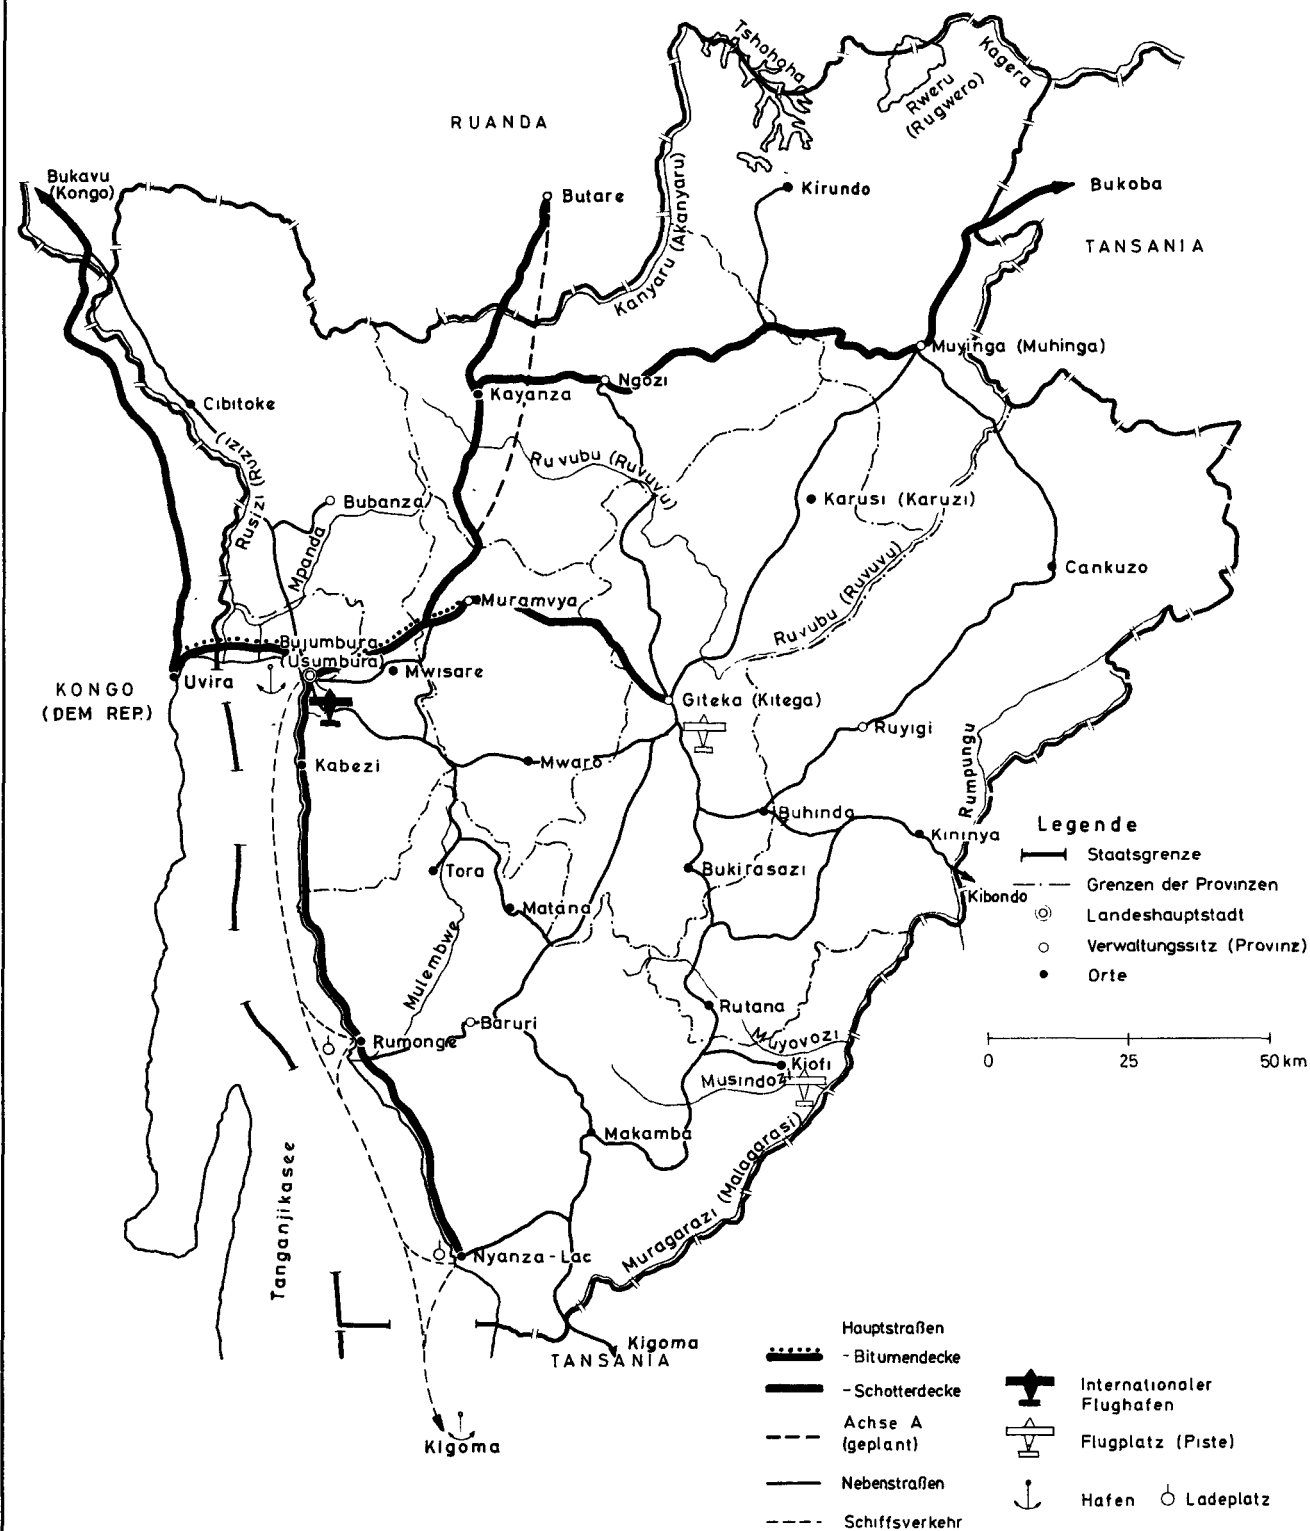 Tshohoha
Kagera
Rweru
(Rugwero)
RUANDA
Bukavu
(Kongo)
Butare
Kirundo
Bukoba
Kanyaru (Akanyaru)
TANSANIA
Muyinga (Muhinga)
Ngozi
Kayanza
Cibitoke
Rusizi (Ruzizi)
Ruvubu (Ruvuvu)
Bubanza
Karusi (Karuzi)
Mpanda
Cankuzo
Muramvya
Ruvubu (Ruvuvu)
Bujumbura
(Usumbura)
Mwisare
Uvira
KONGO
(DEM REP.)
Giteka (Kitega)
Ruyigi
Rumpungu
Kabezi
Mwaro
Buhinda
Kininya
Tora
Bukirasazi
Kibondo
Matana
Mulembwe
Legende
Staatsgrenze
Grenzen der Provinzen
Landeshauptstadt
Verwaltungssitz (Provinz)
Orte
0 25 50 km
Rutana
Baruri
Rumonge
Muyovozi
Kiofi
Musindozi
Makamba
Muragarazi (Malagarasi)
Tanganjikasee
Nyanza-Lac
Kigoma
TANSANIA
Kigoma
Hauptstraßen
- Bitumendecke
- Schotterdecke
Achse A
(geplant)
Nebenstraßen
Schiffsverkehr
Internationaler
Flughafen
Flugplatz (Piste)
Hafen
Ladeplatz